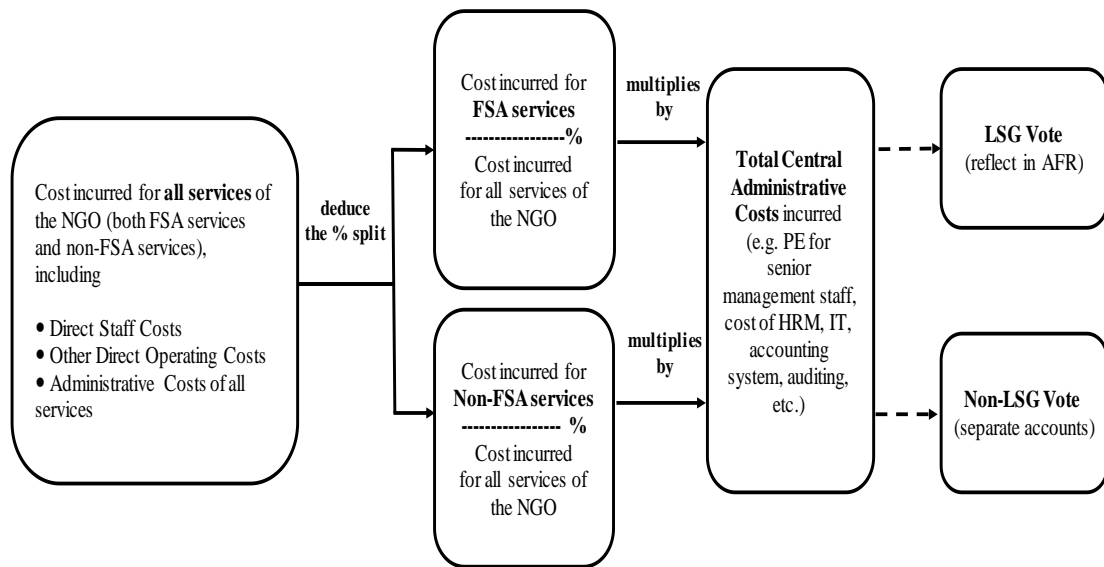 Cost incurred for all services of
the NGO (both FSA services
and non-FSA services),
including
• Direct Staff Costs
• Other Direct Operating Costs
• Administrative Costs of all
services
deduce
the % split
Cost incurred for
FSA services
-----------------%
Cost incurred
for all services of
the NGO
Cost incurred for
Non-FSA services
----------------- %
Cost incurred
for all services of
the NGO
multiplies
by
multiplies
by
Total Central
Administrative
Costs incurred
(e.g. PE for
senior
management staff,
cost of HRM, IT,
accounting
system, auditing,
etc.)
LSG Vote
(reflect in AFR)
Non-LSG Vote
(separate accounts)